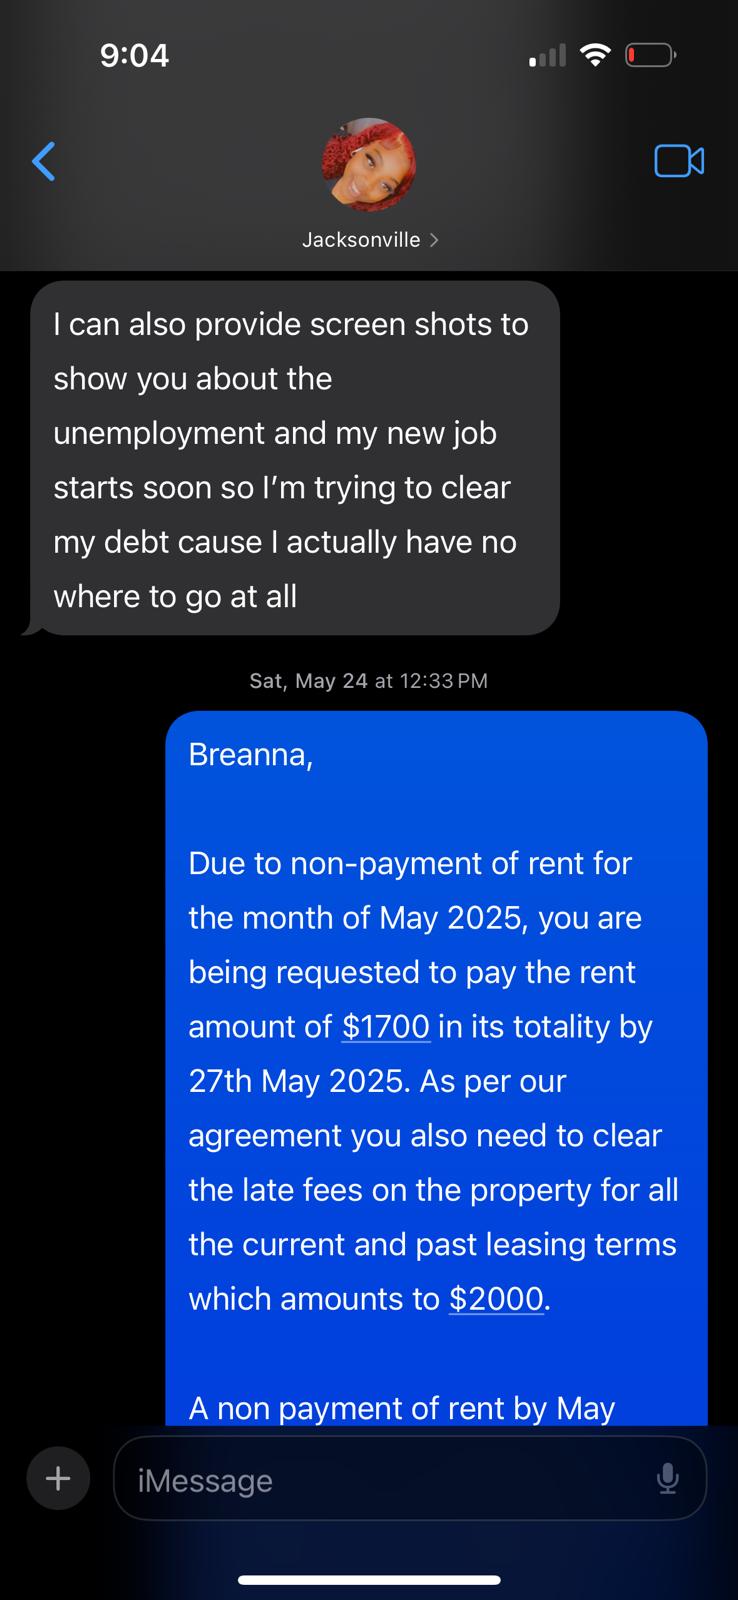 9:04
Jacksonville >
I can also provide screen shots to
show you about the
unemployment and my new job
starts soon so I’m trying to clear
my debt cause I actually have no
where to go at all
Sat, May 24 at 12:33 PM
Breanna,
Due to non-payment of rent for
the month of May 2025, you are
being requested to pay the rent
amount of $1700 in its totality by
27th May 2025. As per our
agreement you also need to clear
the late fees on the property for all
the current and past leasing terms
which amounts to $2000.
A non payment of rent by May
iMessage